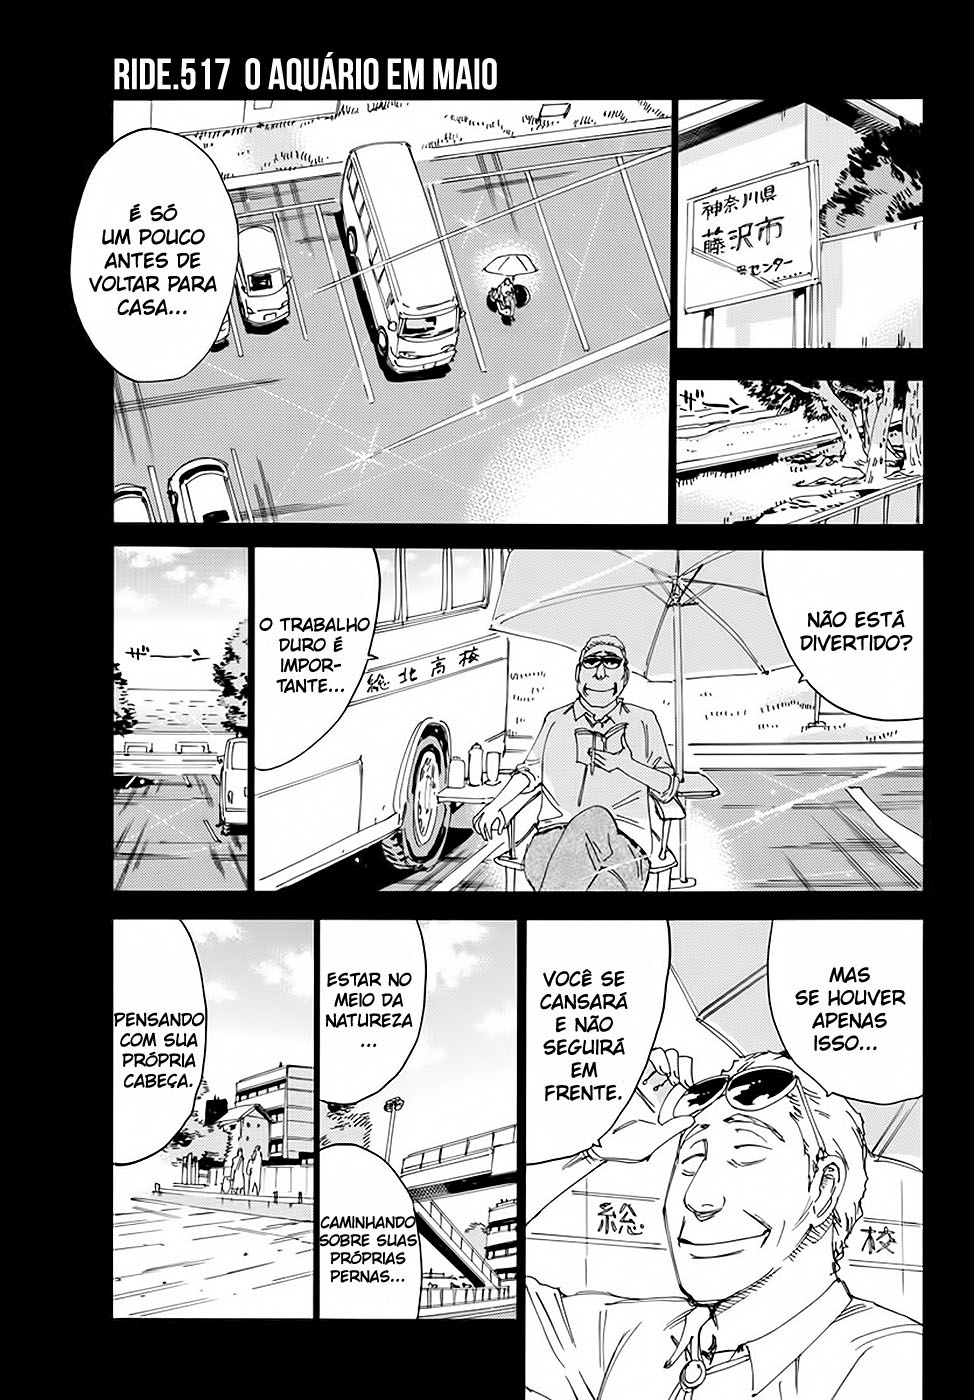 RIDE.517 O AQUÁRIO EM MAIO
神奈川県
藤沢市
センター
É SÓ
UM POUCO
ANTES DE
VOLTAR PARA
CASA...
NÃO ESTÁ
DIVERTIDO?
O TRABALHO
DURO É
IMPOR-
TANTE...
総北高校
MAS
SE HOUVER
APENAS
ISSO...
VOCÊ SE
CANSARÁ
E NÃO
SEGUIRÁ
EM
FRENTE.
総
校
ESTAR NO
MEIO DA
NATUREZA
...
CAMINHANDO
SOBRE SUAS
PRÓPRIAS
PERNAS...
PENSANDO
COM SUA
PRÓPRIA
CABEÇA.